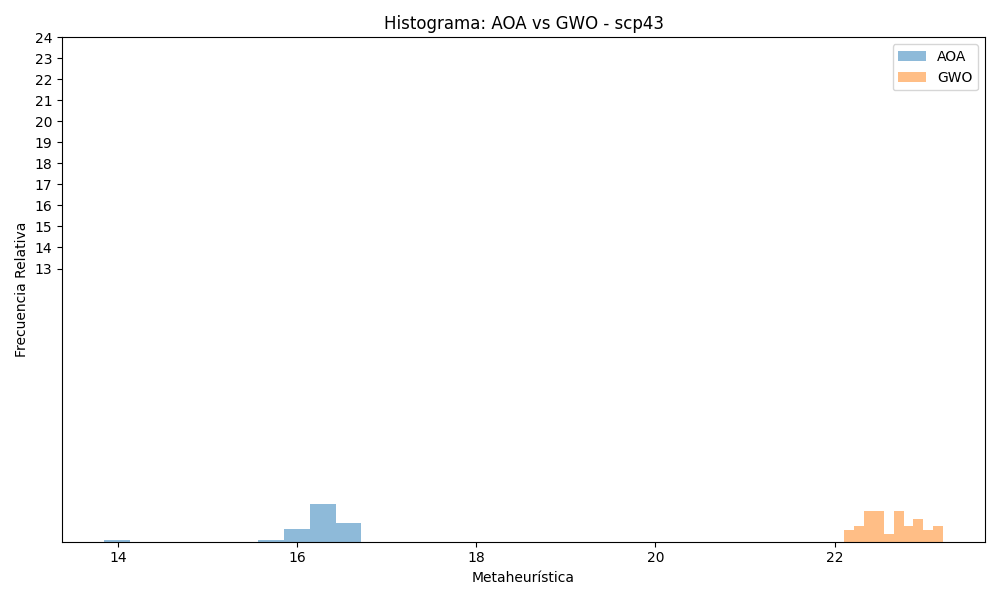 Histograma: AOA vs GWO - scp43
AOA
GWO
24
23
22
21
20
19
18
17
16
15
14
13
Frecuencia Relativa
14 16 18 20 22
Metaheurística